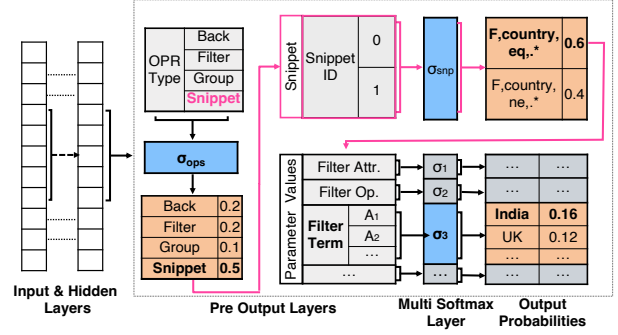 OPR Type
Back
Filter
Group
Snippet
σops
Back 0.2
Filter 0.2
Group 0.1
Snippet 0.5
Snippet
Snippet ID
0
1
σsnp
F,country, eq,.* 0.6
F,country, ne,.* 0.4
Parameter Values
Filter Attr.
Filter Op.
Filter Term
A1
A2
...
...
σ1
σ2
σ3
...
... ...
... ...
India 0.16
UK 0.12
... ...
... ...
Input & Hidden Layers
Pre Output Layers
Multi Softmax Layer
Output Probabilities